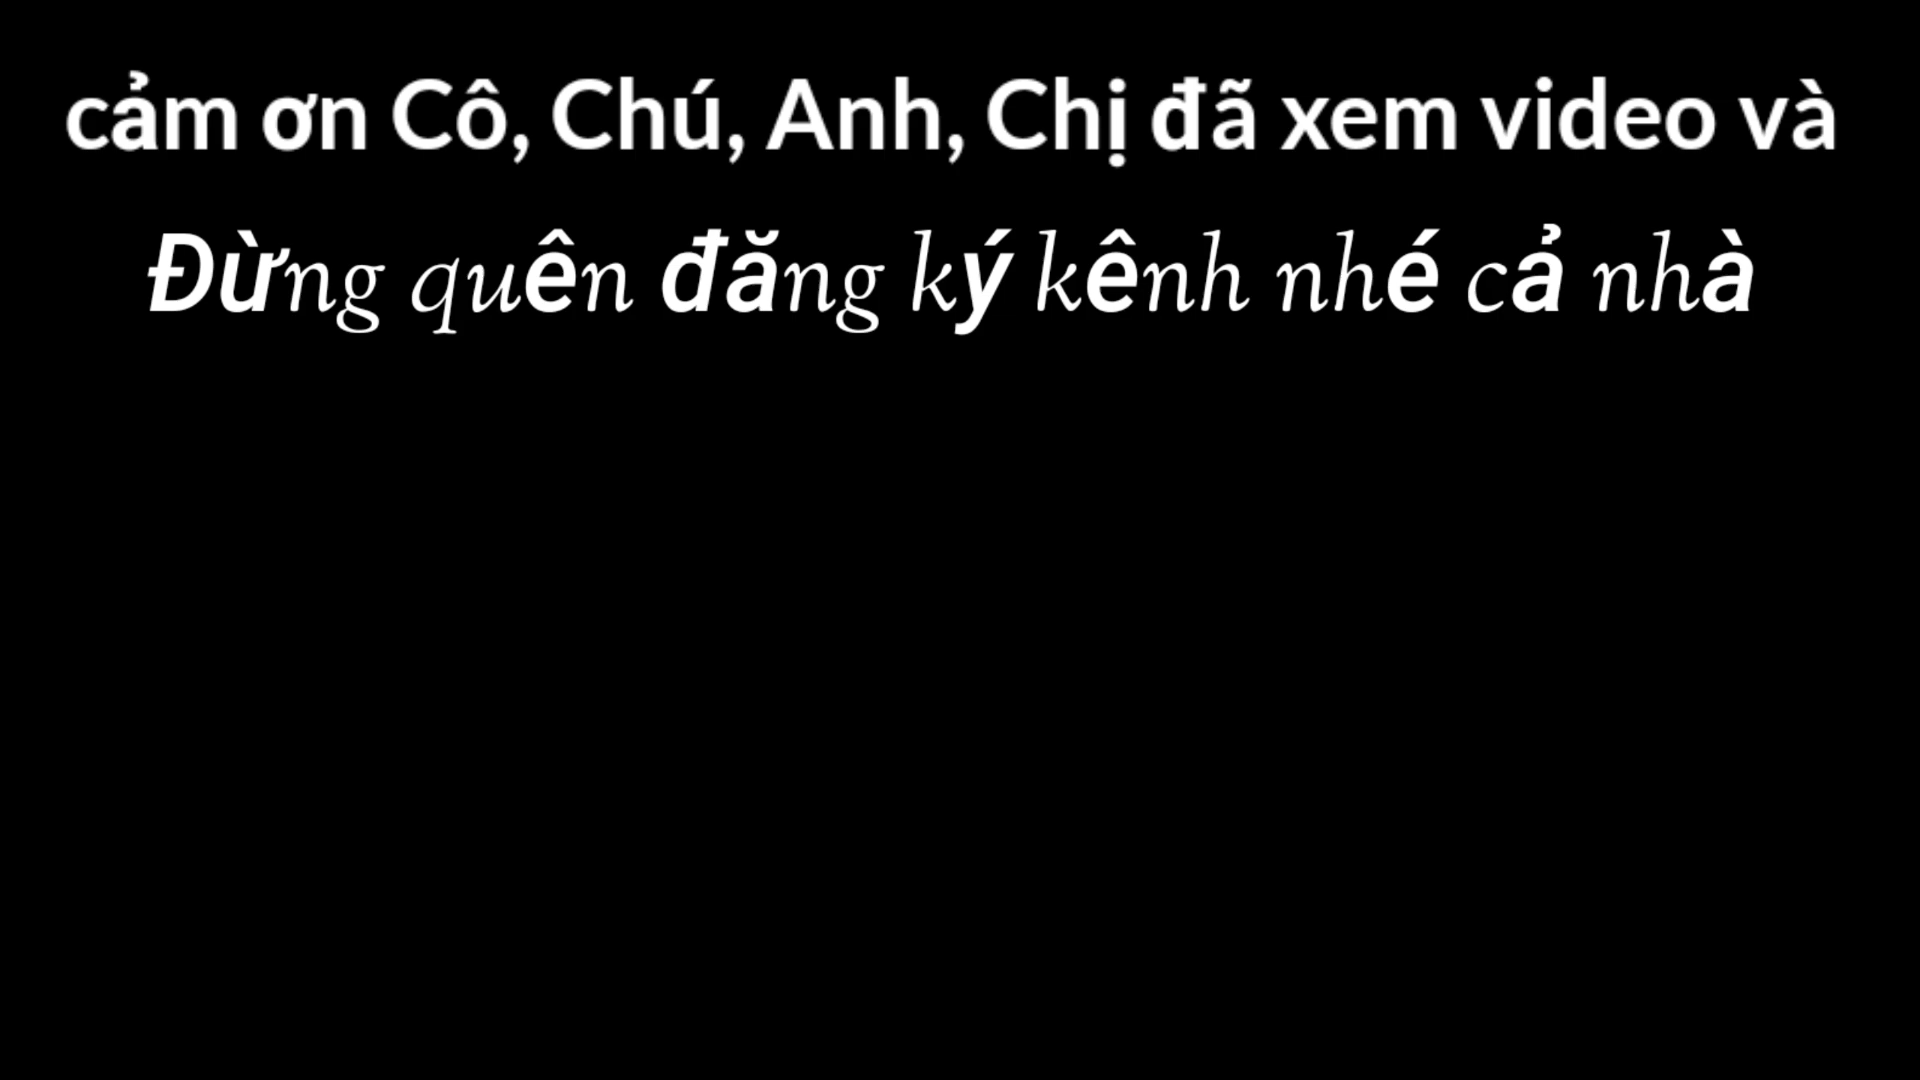 cảm ơn Cô, Chú, Anh, Chị đã xem video và
Đừng quên đăng ký kênh nhé cả nhà